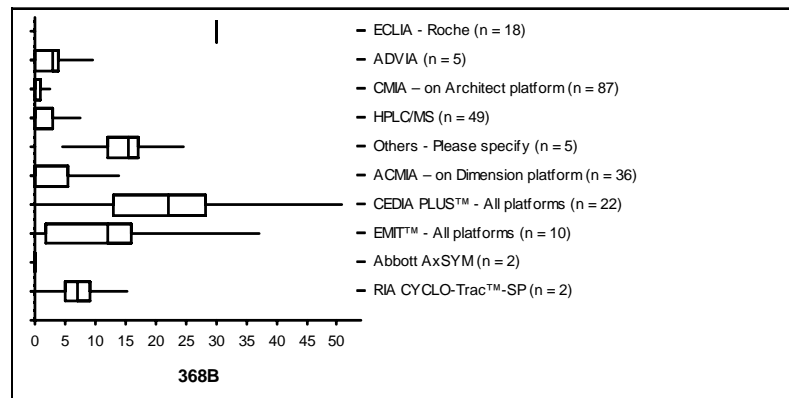 ECLIA - Roche (n = 18)
ADVIA (n = 5)
CMIA – on Architect platform (n = 87)
HPLC/MS (n = 49)
Others - Please specify (n = 5)
ACMIA – on Dimension platform (n = 36)
CEDIA PLUS™ - All platforms (n = 22)
EMIT™ - All platforms (n = 10)
Abbott AxSYM (n = 2)
RIA CYCLO-Trac™-SP (n = 2)
0 5 10 15 20 25 30 35 40 45 50
368B